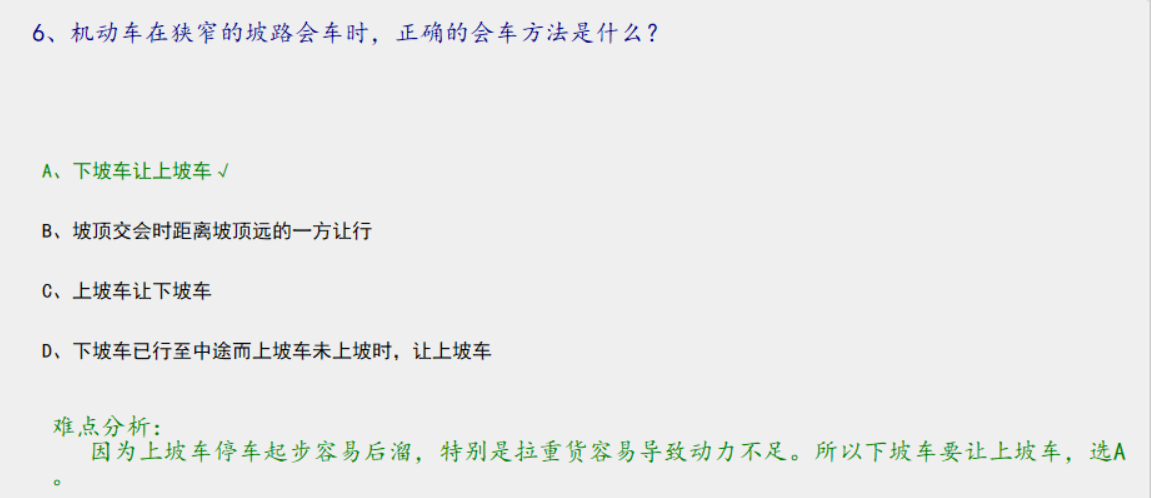 6、机动车在狭窄的坡路会车时，正确的会车方法是什么？
A、下坡车让上坡车√
B、坡顶交会时距离坡顶远的一方让行
C、上坡车让下坡车
D、下坡车已行至中途而上坡车未上坡时，让上坡车
难点分析：
因为上坡车停车起步容易后溜，特别是拉重货容易导致动力不足。所以下坡车要让上坡车，选A
。